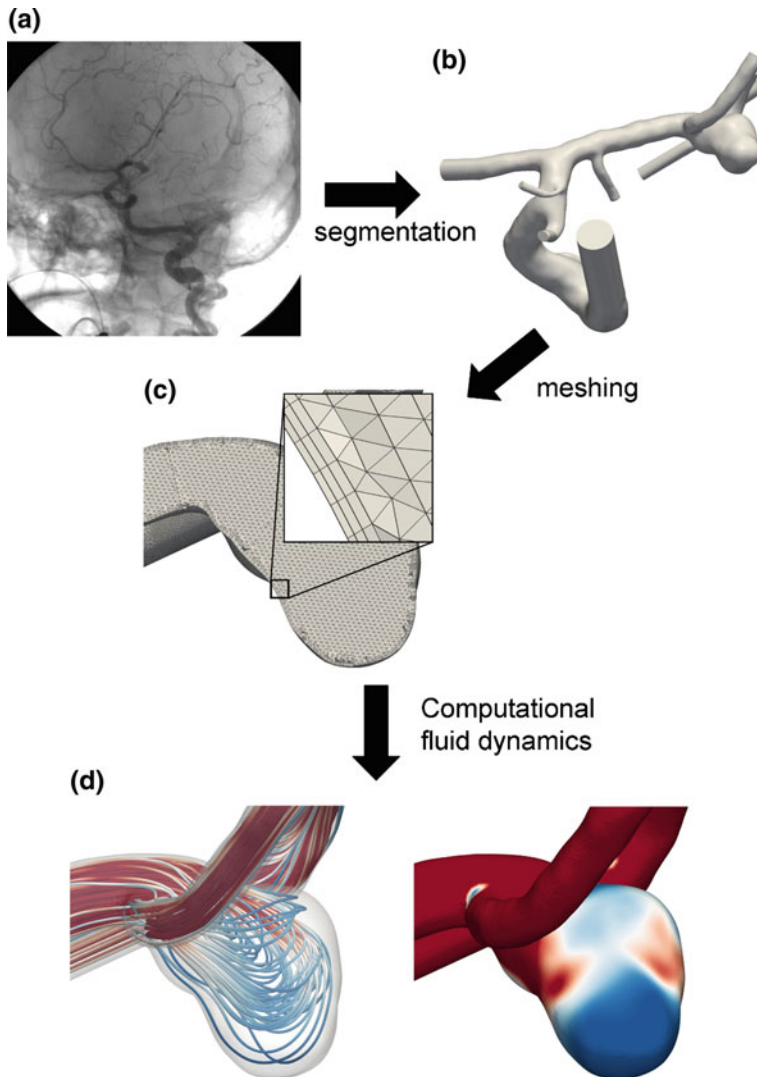 (a)
(b)
segmentation
(c)
meshing
Computational
fluid dynamics
(d)